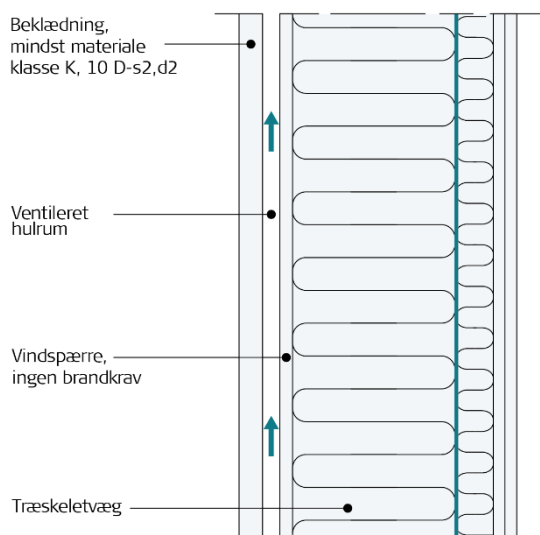 Beklædning,
mindst materiale
klasse K, 10 D-s2,d2
Ventileret
hulrum
Vindspærre,
ingen brandkrav
Træskeletvæg